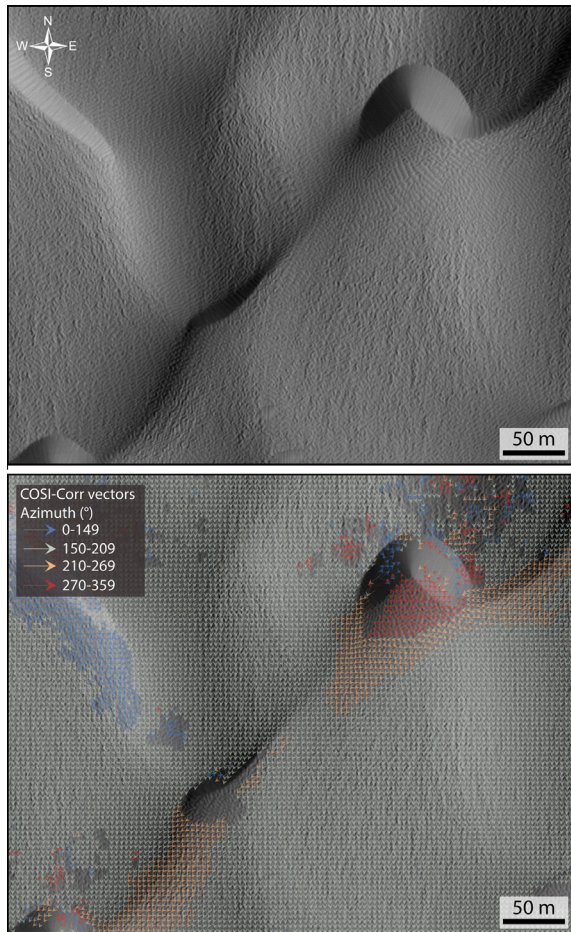 N
W E
S
50 m
COSI-Corr vectors
Azimuth (°)
0-149
150-209
210-269
270-359
50 m